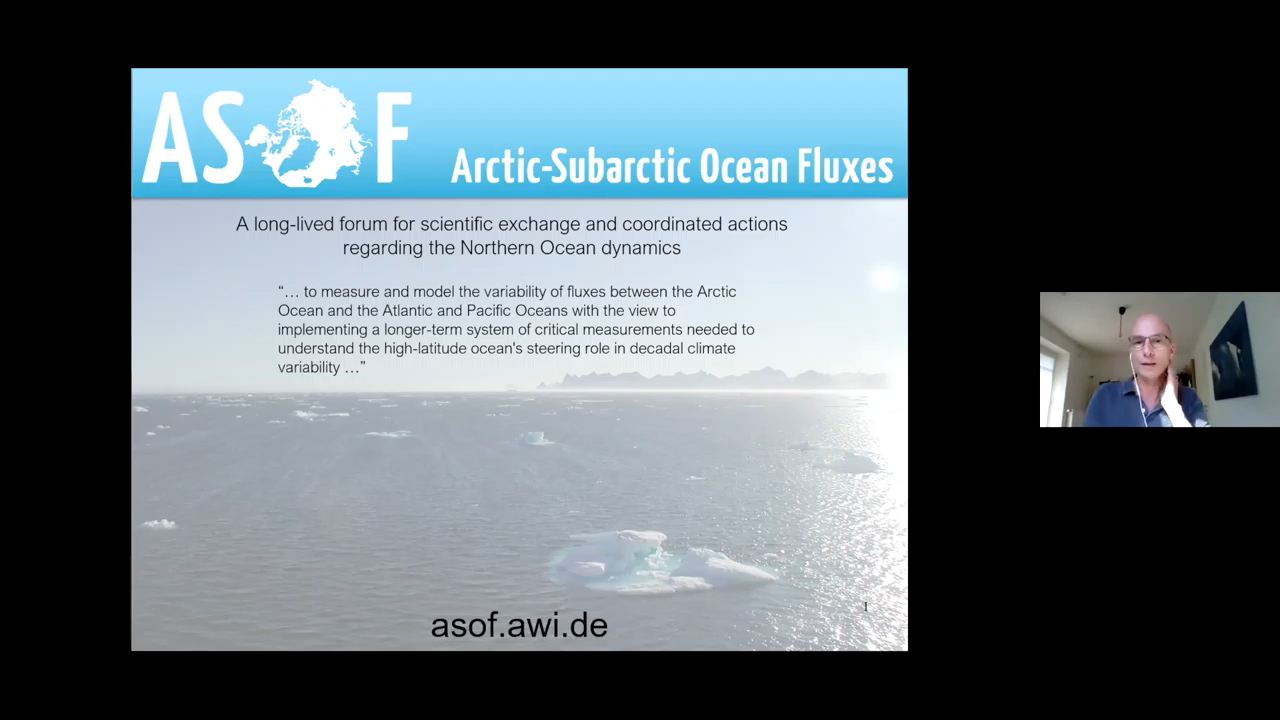 ASOF
Arctic-Subarctic Ocean Fluxes
A long-lived forum for scientific exchange and coordinated actions
regarding the Northern Ocean dynamics
“… to measure and model the variability of fluxes between the Arctic
Ocean and the Atlantic and Pacific Oceans with the view to
implementing a longer-term system of critical measurements needed to
understand the high-latitude ocean's steering role in decadal climate
variability …”
1
asof.awi.de